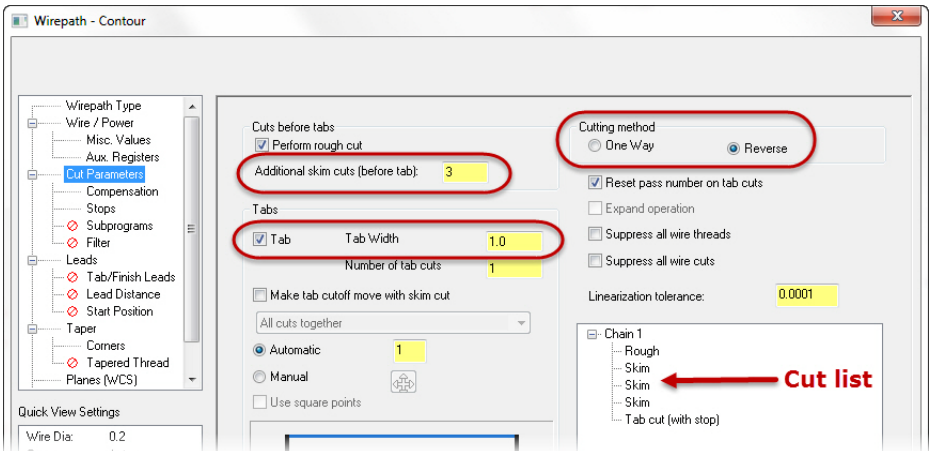 Wirepath - Contour
Wirepath Type
Wire / Power
Misc. Values
Aux. Registers
Cut Parameters
Compensation
Stops
Subprograms
Filter
Leads
Tab/Finish Leads
Lead Distance
Start Position
Taper
Corners
Tapered Thread
Planes (WCS)
Quick View Settings
Wire Dia: 0.2
Cuts before tabs
Perform rough cut
Additional skim cuts (before tab): 3
Tabs
Tab Tab Width 1.0
Number of tab cuts 1
Make tab cutoff move with skim cut
All cuts together
Automatic 1
Manual
Use square points
Cutting method
One Way Reverse
Reset pass number on tab cuts
Expand operation
Suppress all wire threads
Suppress all wire cuts
Linearization tolerance: 0.0001
Chain 1
Rough
Skim
Skim
Skim
Tab cut (with stop)
Cut list